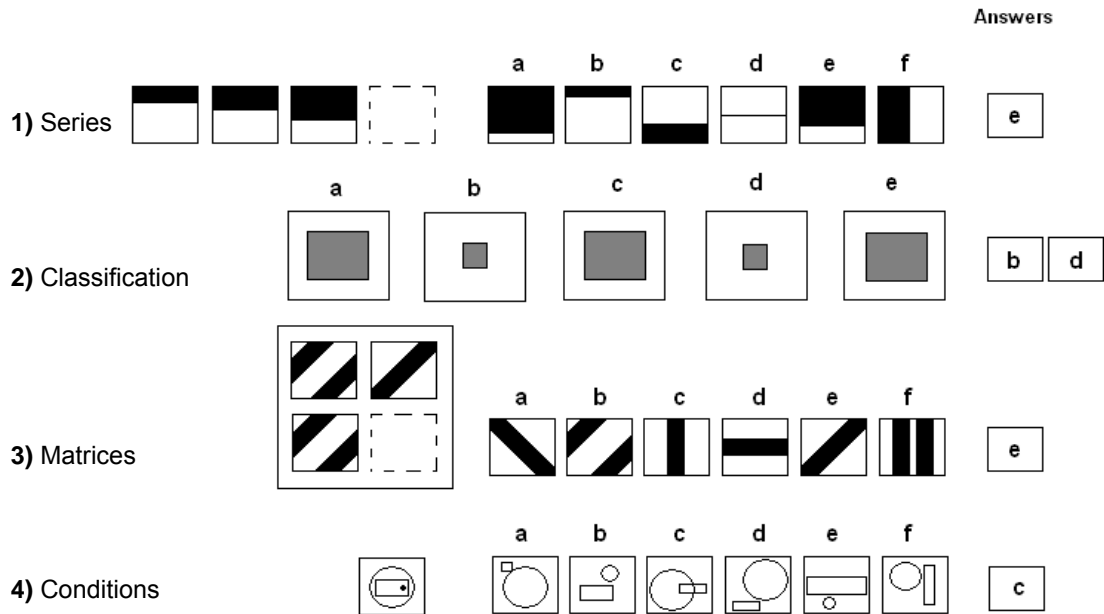 Answers
a b c d e f
1) Series e
a b c d e
2) Classification b d
a b c d e f
3) Matrices e
a b c d e f
4) Conditions c